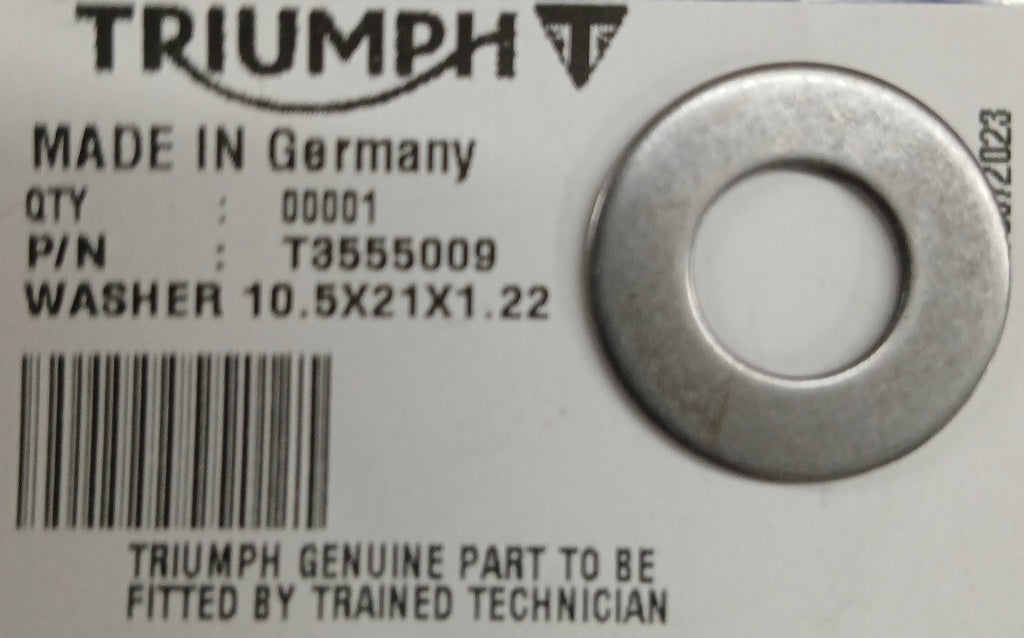 TRIUMPH
MADE IN Germany
QTY : 00001
P/N : T3555009
WASHER 10.5X21X1.22
TRIUMPH GENUINE PART TO BE
FITTED BY TRAINED TECHNICIAN